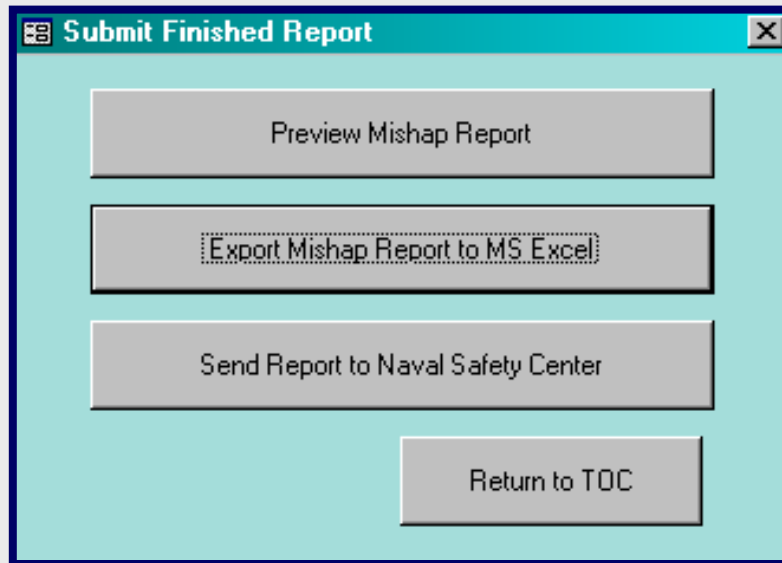 Submit Finished Report
Preview Mishap Report
Export Mishap Report to MS Excel
Send Report to Naval Safety Center
Return to TOC